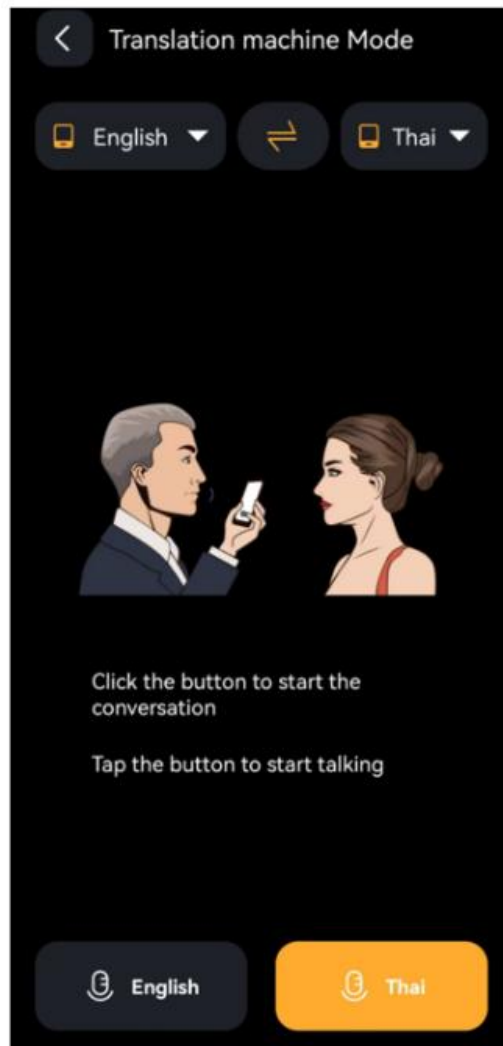 Translation machine Mode
English
Thai
Click the button to start the
conversation
Tap the button to start talking
English
Thai